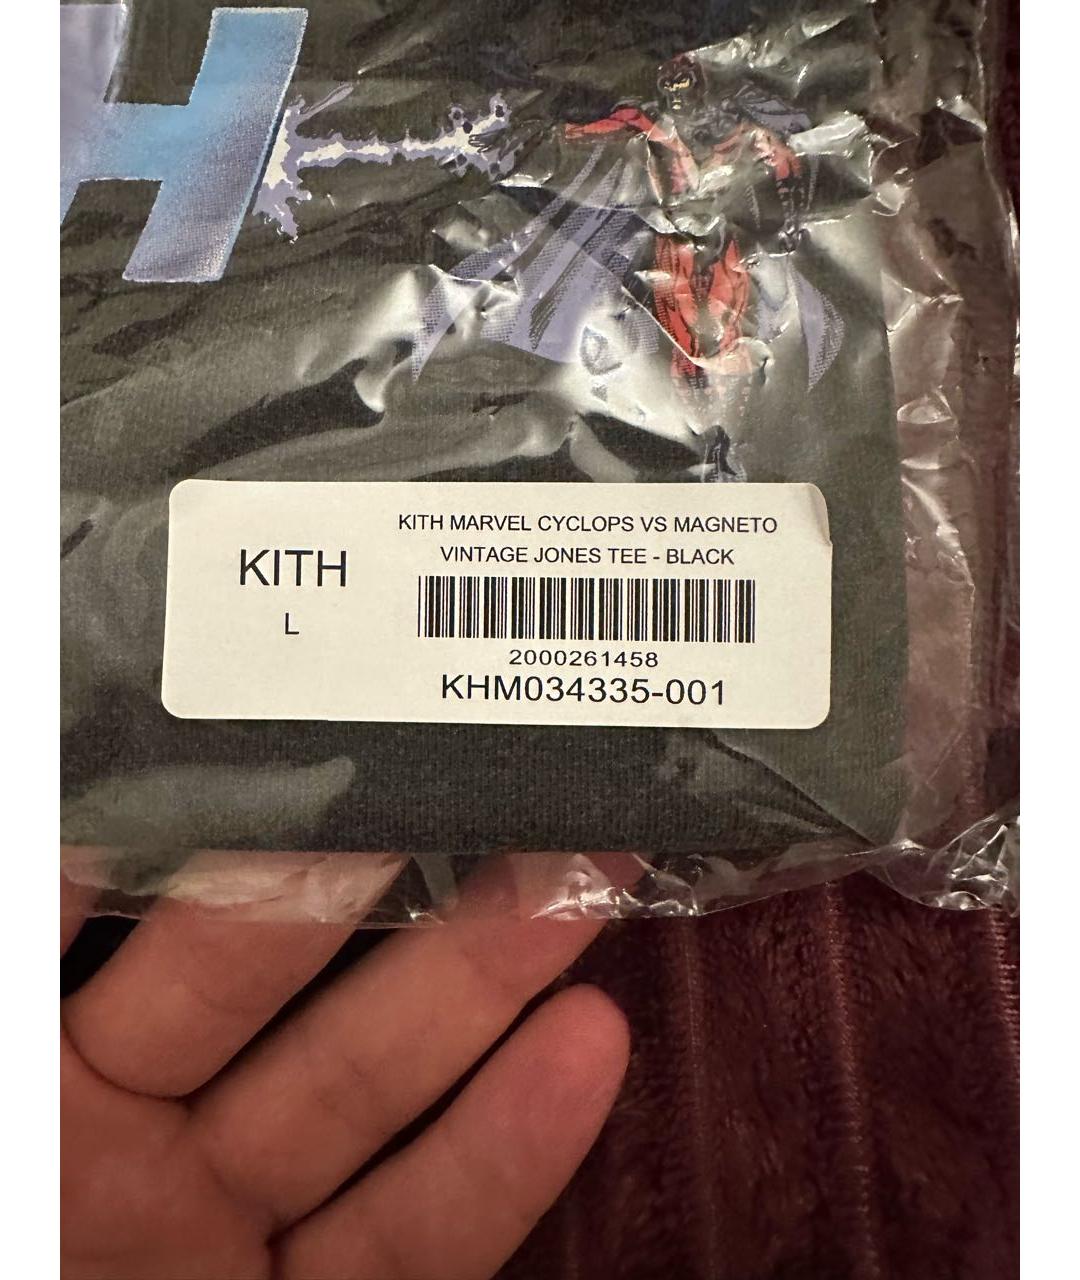 H
KITH MARVEL CYCLOPS VS MAGNETO
VINTAGE JONES TEE - BLACK
KITH
L
2000261458
KHM034335-001